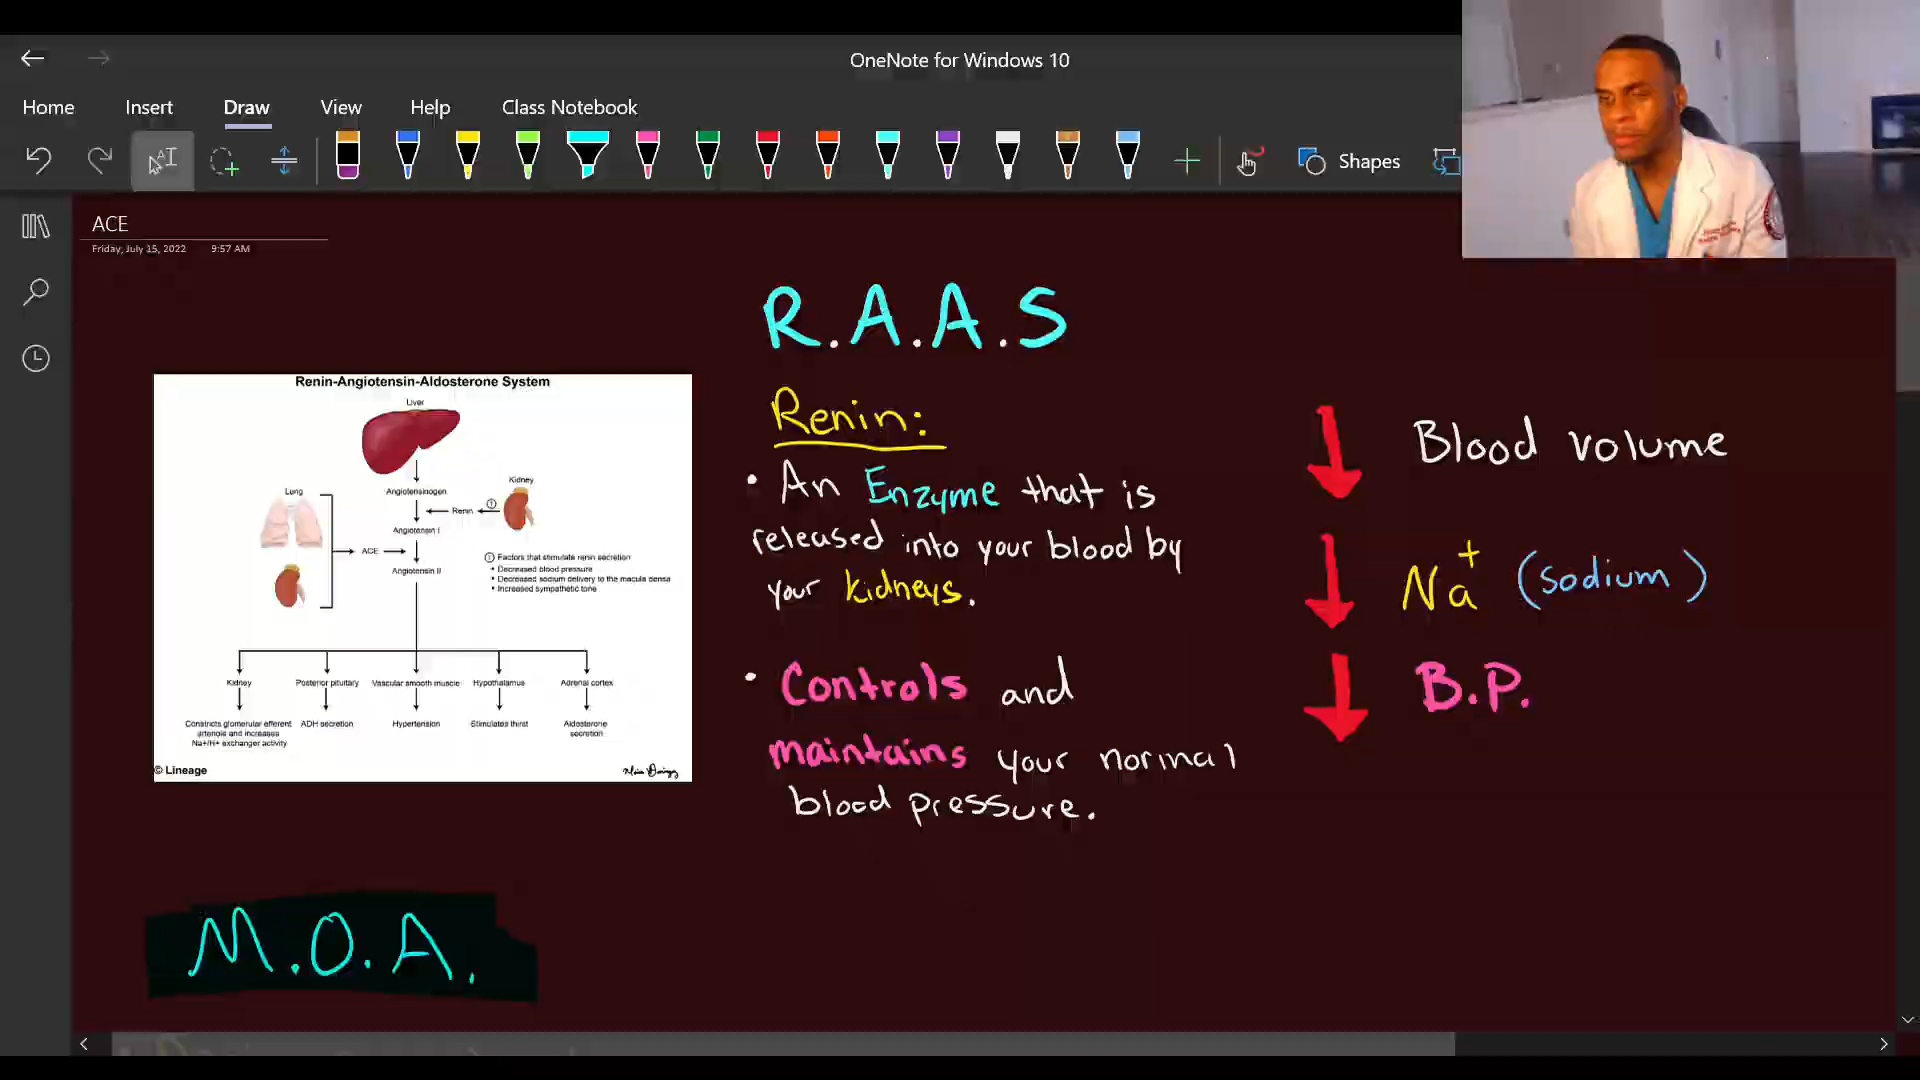 OneNote for Windows 10
Home Insert Draw View Help Class Notebook
Shapes
ACE
Friday, July 15, 2022 9:57 AM
R.A.A.S
Renin-Angiotensin-Aldosterone System
Liver
Lung
Kidney
Angiotensinogen
Renin
Angiotensin I
ACE
Angiotensin II
Factors that stimulate renin secretion
• Decreased blood pressure
• Decreased sodium delivery to the macula densa
• Increased sympathetic tone
Kidney Posterior pituitary Vascular smooth muscle Hypothalamus Adrenal cortex
Constricts glomerular efferent
arteriole and increases
Na+/H+ exchanger activity
ADH secretion
Hypertension
Stimulates thirst
Aldosterone
secretion
© Lineage
Renin:
• An Enzyme that is
released into your blood by
your kidneys.
• Controls and
maintains your normal
blood pressure.
Blood volume
Na+ (sodium)
B.P.
M.O.A.